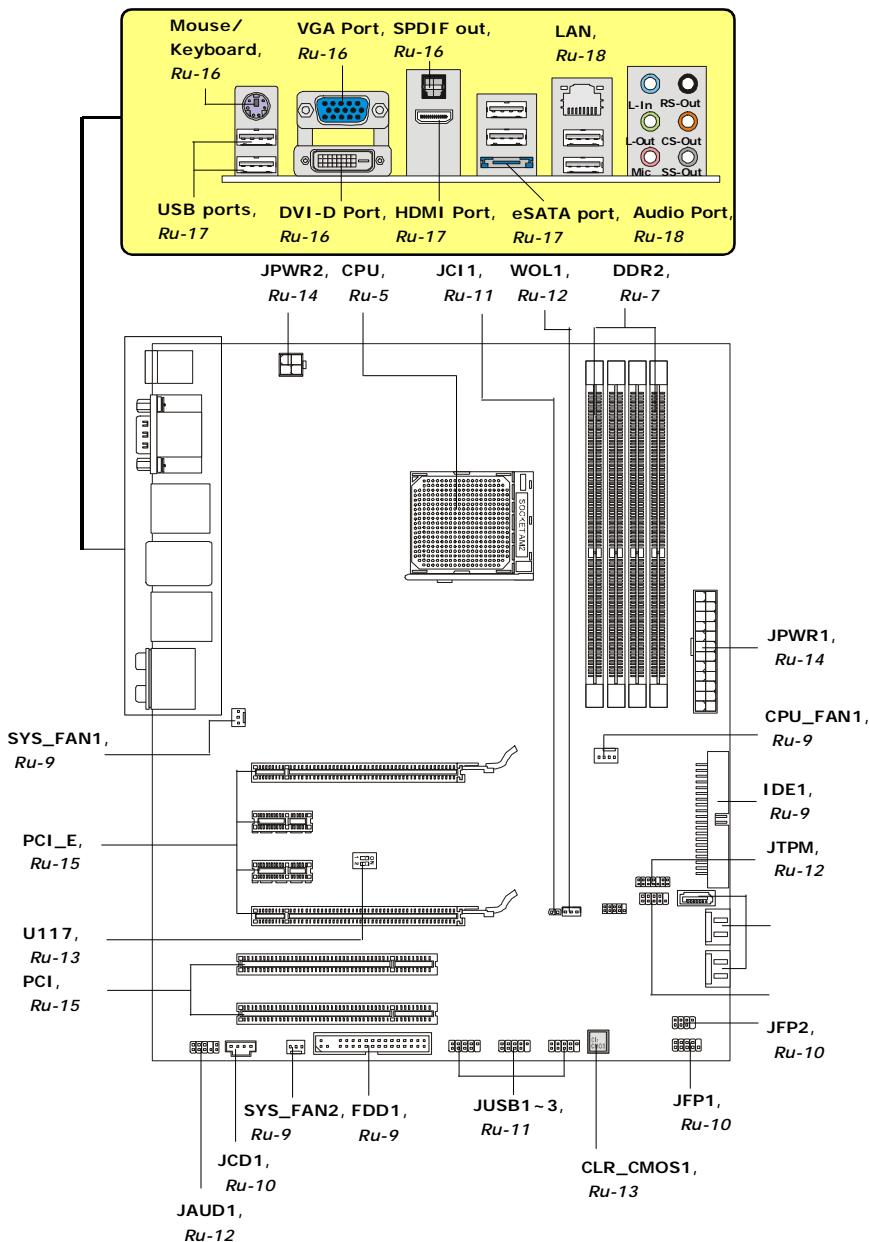 Mouse/ VGA Port, SPDIF out, LAN,
Keyboard, Ru-16 Ru-16 Ru-18
Ru-16
L-In RS-Out
L-Out CS-Out
Mic SS-Out
USB ports, DVI-D Port, HDMI Port, eSATA port, Audio Port,
Ru-17 Ru-16 Ru-17 Ru-17 Ru-18
JPWR2, CPU, JCI1, WOL1, DDR2,
Ru-14 Ru-5 Ru-11 Ru-12 Ru-7
SOCKET AM2
JPWR1,
Ru-14
SYS_FAN1,
Ru-9
CPU_FAN1,
Ru-9
IDE1,
Ru-9
PCI_E,
Ru-15
ON
1 2
JTPM,
Ru-12
U117,
Ru-13
PCI,
Ru-15
JFP2,
Ru-10
CLR
CMOS
SYS_FAN2, FDD1,
Ru-9 Ru-9
JUSB1~3,
Ru-11
JFP1,
Ru-10
JCD1,
Ru-10
CLR_CMOS1,
Ru-13
JAUD1,
Ru-12